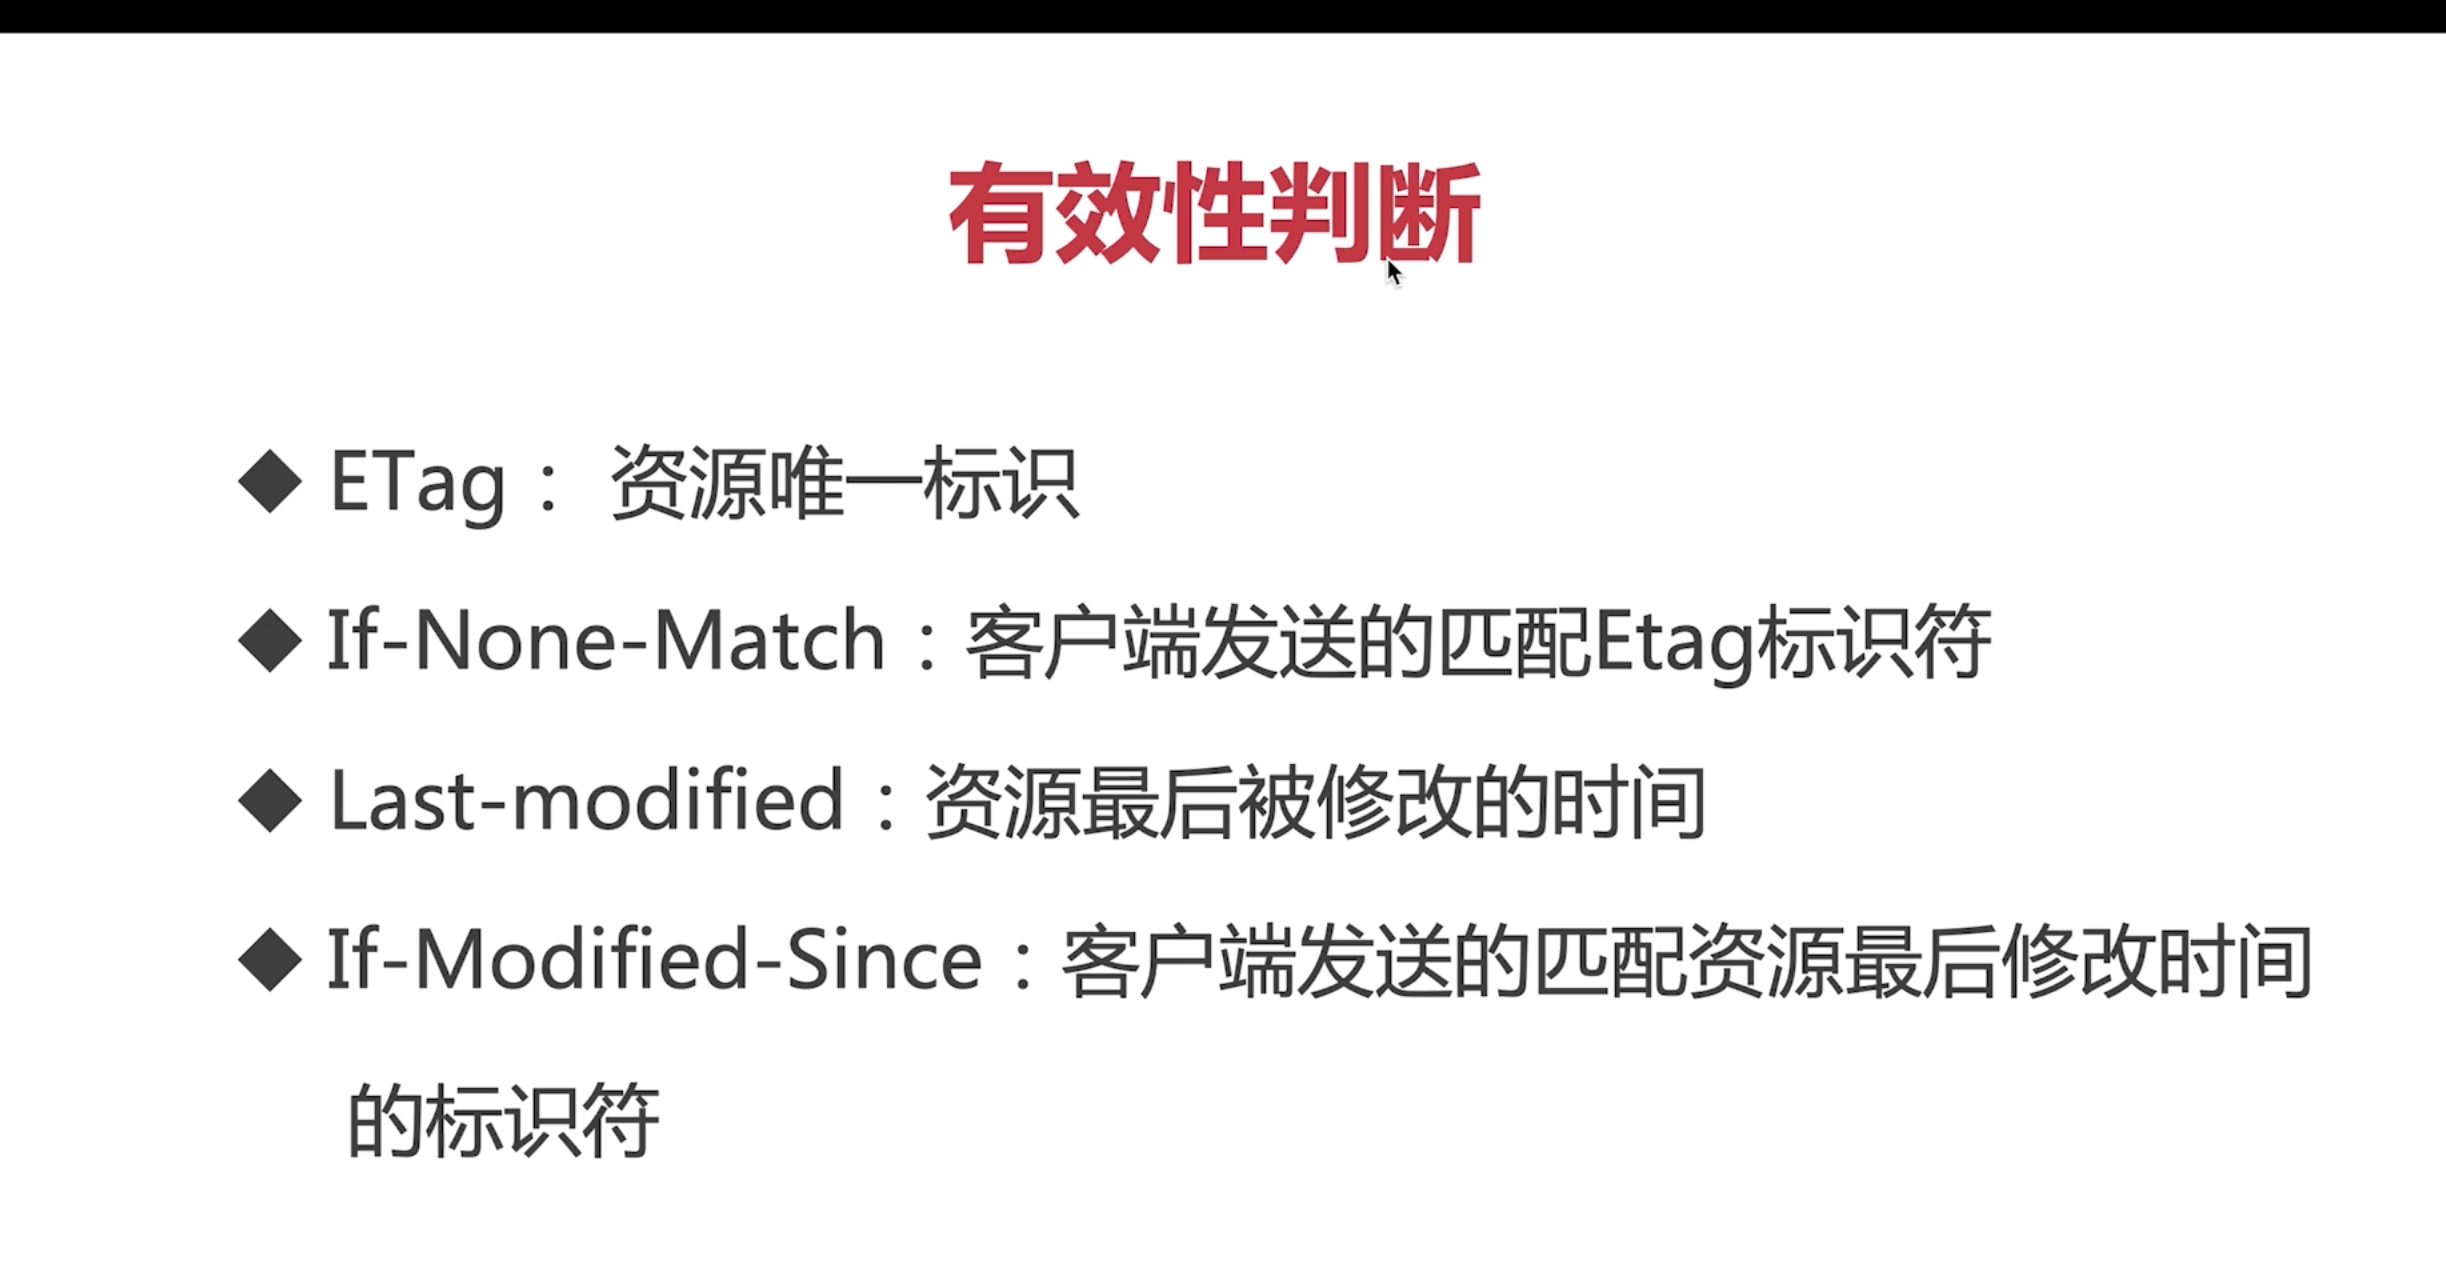 有效性判断
◆ ETag： 资源唯一标识
◆ If-None-Match：客户端发送的匹配Etag标识符
◆ Last-modified：资源最后被修改的时间
◆ If-Modified-Since：客户端发送的匹配资源最后修改时间
的标识符